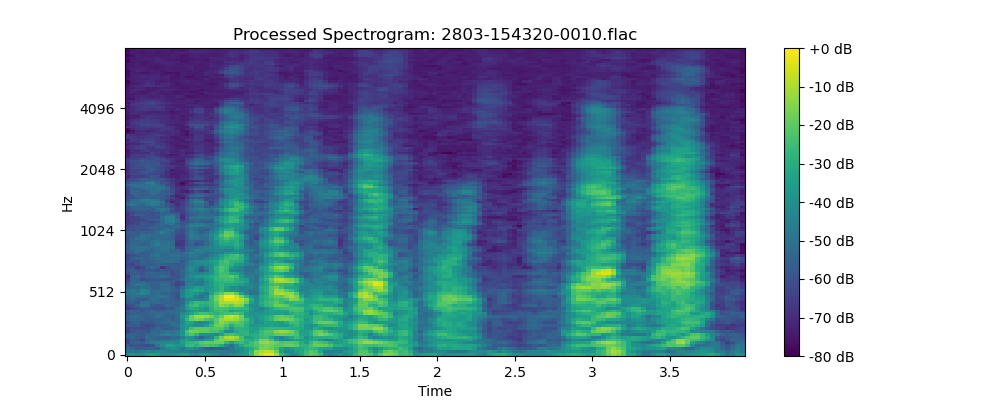 Processed Spectrogram: 2803-154320-0010.flac
+0 dB
-10 dB
4096
-20 dB
-30 dB
2048
Hz
-40 dB
1024
-50 dB
-60 dB
512
-70 dB
0
-80 dB
0 0.5 1 1.5 2 2.5 3 3.5
Time